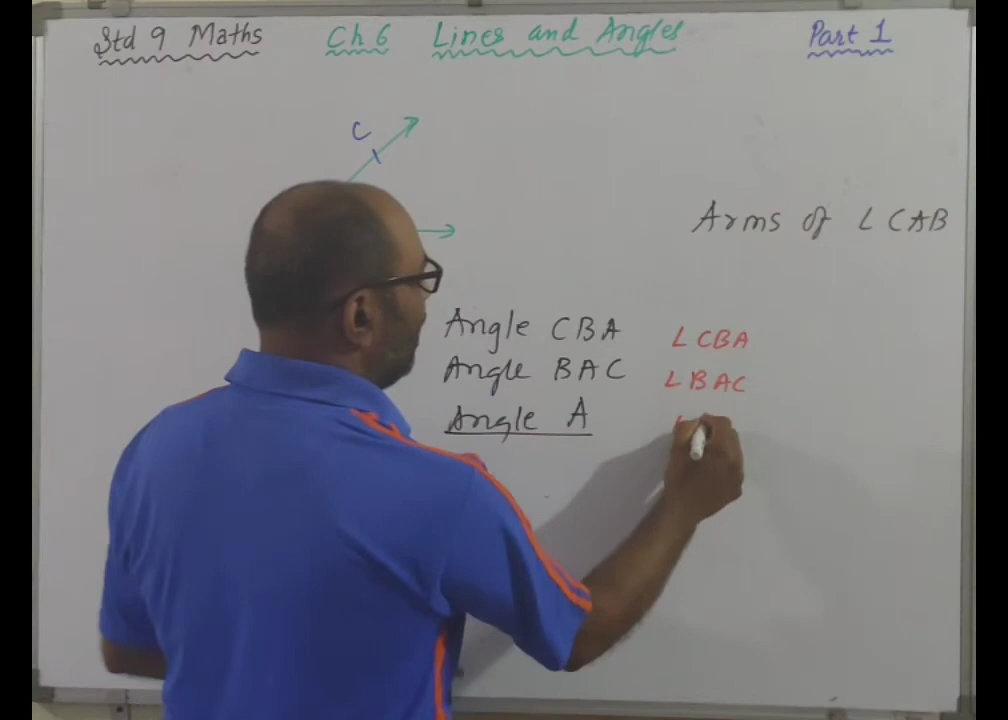 Std 9 Maths Ch 6 Lines and Angles Part 1
C
Arms of ∠CAB
Angle CBA ∠CBA
Angle BAC ∠BAC
Angle A ∠